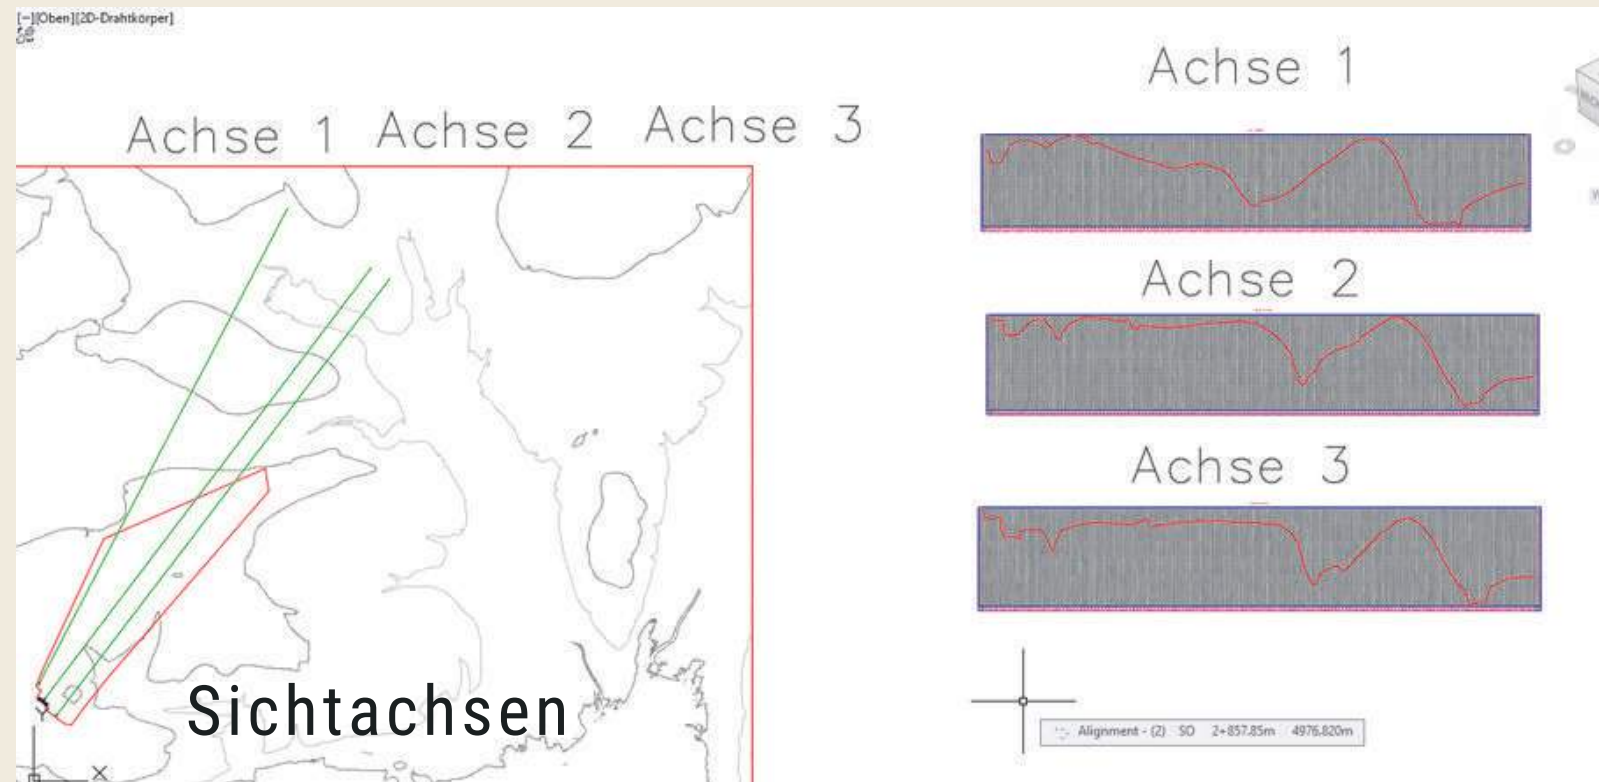 [−][Oben][2D-Drahtkörper]
Achse 1 Achse 2 Achse 3
Sichtachsen
X
Achse 1
Achse 2
Achse 3
Alignment - (2) SO 2+857.85m 4976.820m